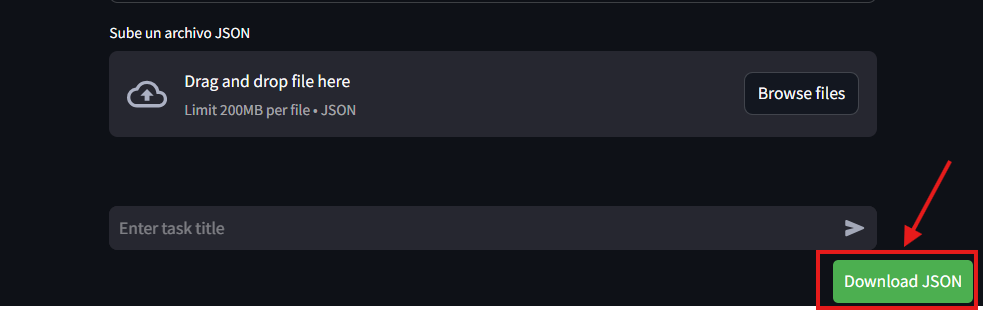 Sube un archivo JSON
Drag and drop file here
Limit 200MB per file • JSON
Browse files
Enter task title
Download JSON